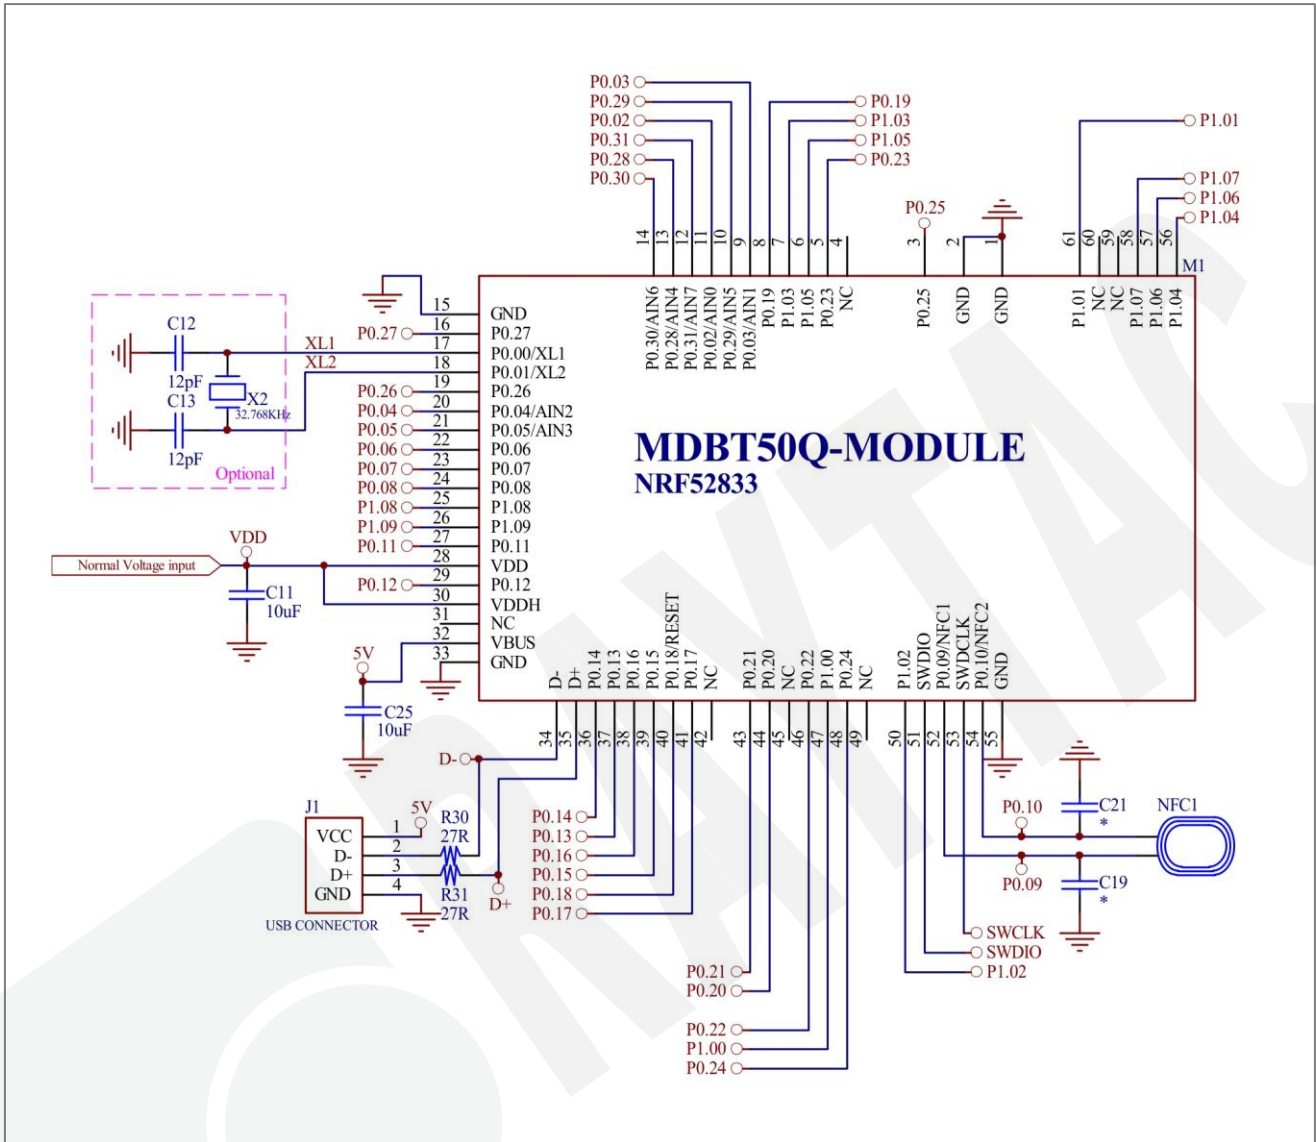 P0.03
P0.29
P0.02
P0.31
P0.28
P0.30
P0.19
P1.03
P1.05
P0.23
P0.25
P1.01
P1.07
P1.06
P1.04
14
13
12
11
10
9
8
7
6
5
4
3
2
1
61
60
59
58
57
56
M1
P0.30/AIN6
P0.28/AIN4
P0.31/AIN7
P0.02/AIN0
P0.29/AIN5
P0.03/AIN1
P0.19
P1.03
P1.05
P0.23
NC
P0.25
GND
GND
P1.01
NC
NC
P1.07
P1.06
P1.04
C12
12pF
C13
12pF
X2
32.768KHz
Optional
XL1
XL2
15 GND
P0.27 16 P0.27
17 P0.00/XL1
18 P0.01/XL2
P0.26 19 P0.26
P0.04 20 P0.04/AIN2
P0.05 21 P0.05/AIN3
P0.06 22 P0.06
P0.07 23 P0.07
P0.08 24 P0.08
P1.08 25 P1.08
P1.09 26 P1.09
P0.11 27 P0.11
28 VDD
P0.12 29 P0.12
30 VDDH
31 NC
32 VBUS
33 GND
MDBT50Q-MODULE
NRF52833
VDD
Normal Voltage input
C11
10uF
5V
C25
10uF
D-
D+
P0.14
P0.13
P0.16
P0.15
P0.18/RESET
P0.17
NC
P0.21
P0.20
NC
P0.22
P1.00
P0.24
NC
P1.02
SWDIO
P0.09/NFC1
SWDCLK
P0.10/NFC2
GND
34
35
36
37
38
39
40
41
42
43
44
45
46
47
48
49
50
51
52
53
54
55
D-
J1
VCC 1 5V
D- 2
D+ 3
GND 4
USB CONNECTOR
R30
27R
R31
27R
D+
P0.14
P0.13
P0.16
P0.15
P0.18
P0.17
P0.21
P0.20
P0.22
P1.00
P0.24
P0.10
P0.09
C21
*
C19
*
NFC1
SWCLK
SWDIO
P1.02
RAYTAC